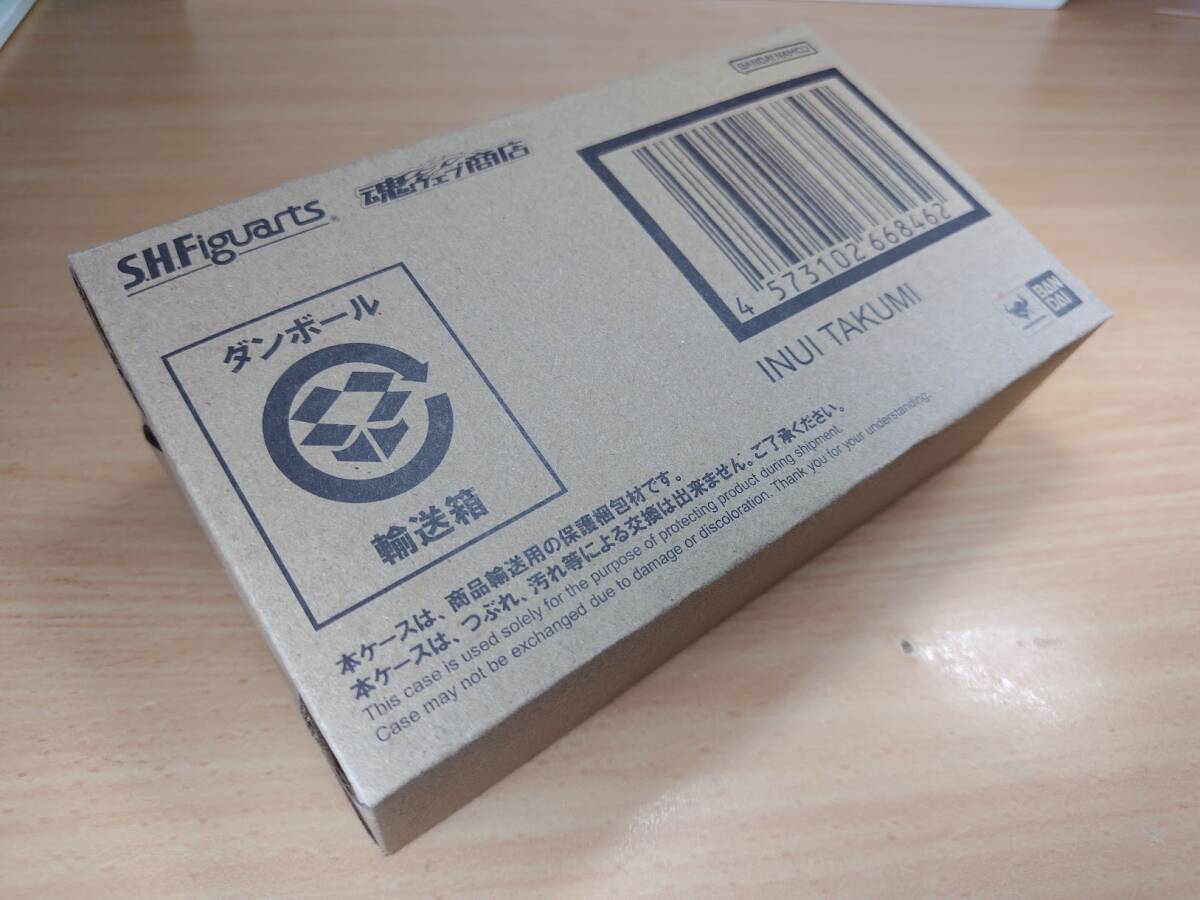 S.H.Figuarts®
魂ウェブ商店
BANDAI NAMCO
4 573102 668462
INUI TAKUMI
BAN
DAI
ダンボール
輸送箱
本ケースは、商品輸送用の保護梱包材です。
本ケースは、つぶれ、汚れ等による交換は出来ません。ご了承ください。
This case is used solely for the purpose of protecting product during shipment.
Case may not be exchanged due to damage or discoloration. Thank you for your understanding.